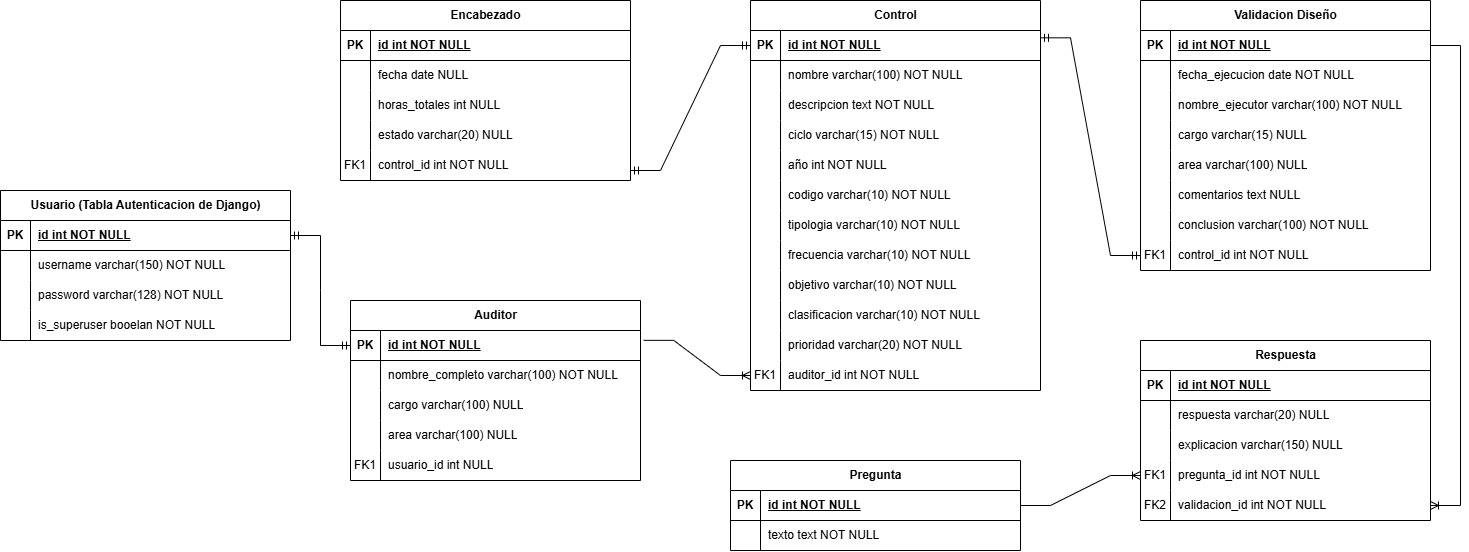 Encabezado
PK id int NOT NULL
fecha date NULL
horas_totales int NULL
estado varchar(20) NULL
FK1 control_id int NOT NULL
Control
PK id int NOT NULL
nombre varchar(100) NOT NULL
descripcion text NOT NULL
ciclo varchar(15) NOT NULL
año int NOT NULL
codigo varchar(10) NOT NULL
tipologia varchar(10) NOT NULL
frecuencia varchar(10) NOT NULL
objetivo varchar(10) NOT NULL
clasificacion varchar(10) NOT NULL
prioridad varchar(20) NOT NULL
FK1 auditor_id int NOT NULL
Validacion Diseño
PK id int NOT NULL
fecha_ejecucion date NOT NULL
nombre_ejecutor varchar(100) NOT NULL
cargo varchar(15) NULL
area varchar(100) NULL
comentarios text NULL
conclusion varchar(100) NOT NULL
FK1 control_id int NOT NULL
Usuario (Tabla Autenticacion de Django)
PK id int NOT NULL
username varchar(150) NOT NULL
password varchar(128) NOT NULL
is_superuser booelan NOT NULL
Auditor
PK id int NOT NULL
nombre_completo varchar(100) NOT NULL
cargo varchar(100) NULL
area varchar(100) NULL
FK1 usuario_id int NULL
Respuesta
PK id int NOT NULL
respuesta varchar(20) NULL
explicacion varchar(150) NULL
FK1 pregunta_id int NOT NULL
FK2 validacion_id int NOT NULL
Pregunta
PK id int NOT NULL
texto text NOT NULL